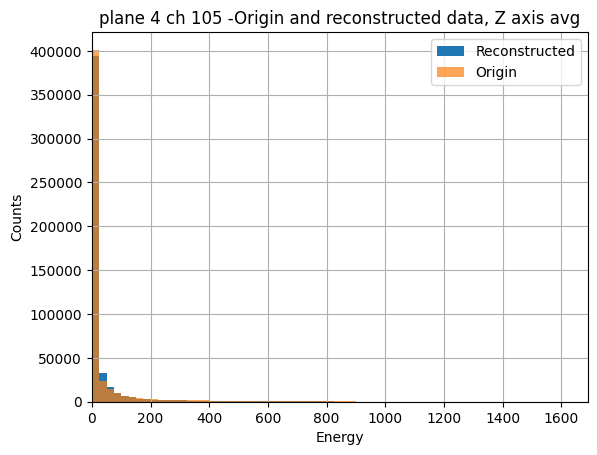 plane 4 ch 105 -Origin and reconstructed data, Z axis avg
Reconstructed
Origin
Counts
400000
350000
300000
250000
200000
150000
100000
50000
0
0 200 400 600 800 1000 1200 1400 1600
Energy